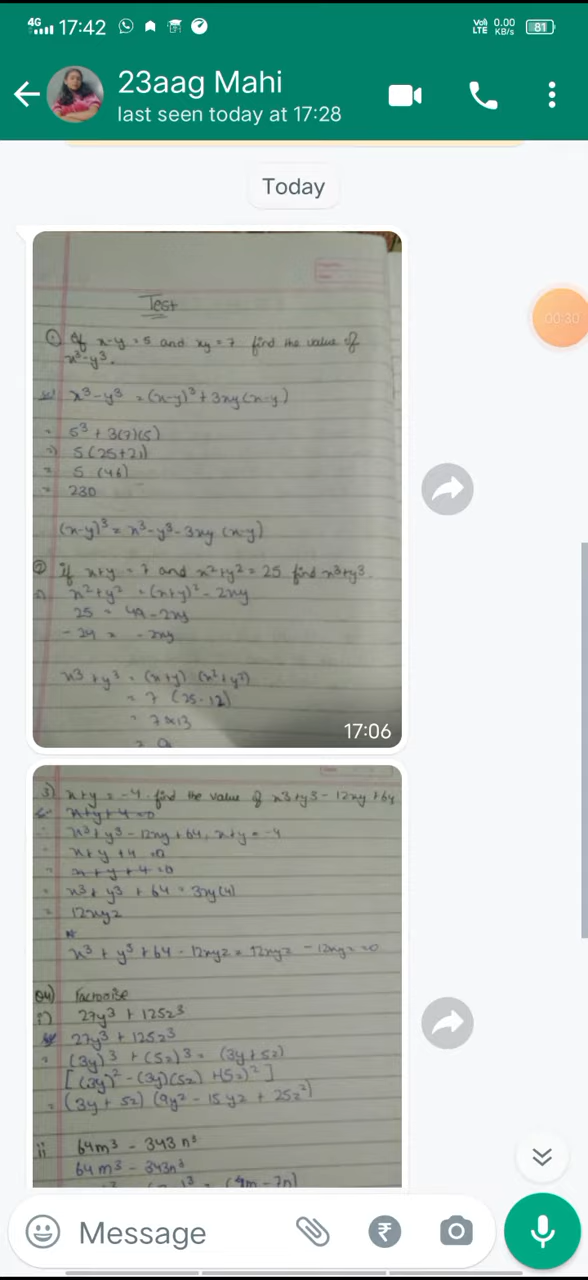 4G 17:42 VoD LTE 0.00 KB/s 81
23aag Mahi
last seen today at 17:28
Today
00:30
Test
① If x-y = 5 and xy = 7 find the value of
x³-y³.
x³-y³ = (x-y)³ + 3xy(x-y)
= 5³ + 3(7)(5)
= 5(25+21)
= 5 (46)
= 230
(x-y)³ = x³-y³-3xy (x-y)
② if x+y = 7 and x²+y² = 25 find x³+y³.
x²+y² = (x+y)² - 2xy
25 = 49 - 2xy
- 24 = - 2xy
x³+y³ = (x+y) (x²+y²)
= 7 (25-12)
= 7×13
= 9
17:06
3) x+y = -4. find the value of x³+y³ - 12xy + 64
x+y+4=0
x³+y³ - 12xy + 64, x+y = -4
x+y +4 =0
x+y+4=0
= x³ + y³ + 64 = 3xy(4)
= 12xyz
x³ + y³ + 64 - 12xyz = 12xyz - 12xyz = 0
Q4) Factorise
i) 27y³ + 125z³
27y³ + 125z³
= (3y)³ + (5z)³ = (3y+5z)
[(3y)² - (3y)(5z) + (5z)²]
= (3y + 5z) (9y² - 15yz + 25z²)
ii 64m³ - 343n³
64m³ - 343n³
)³ = (4m - 7n)
Message